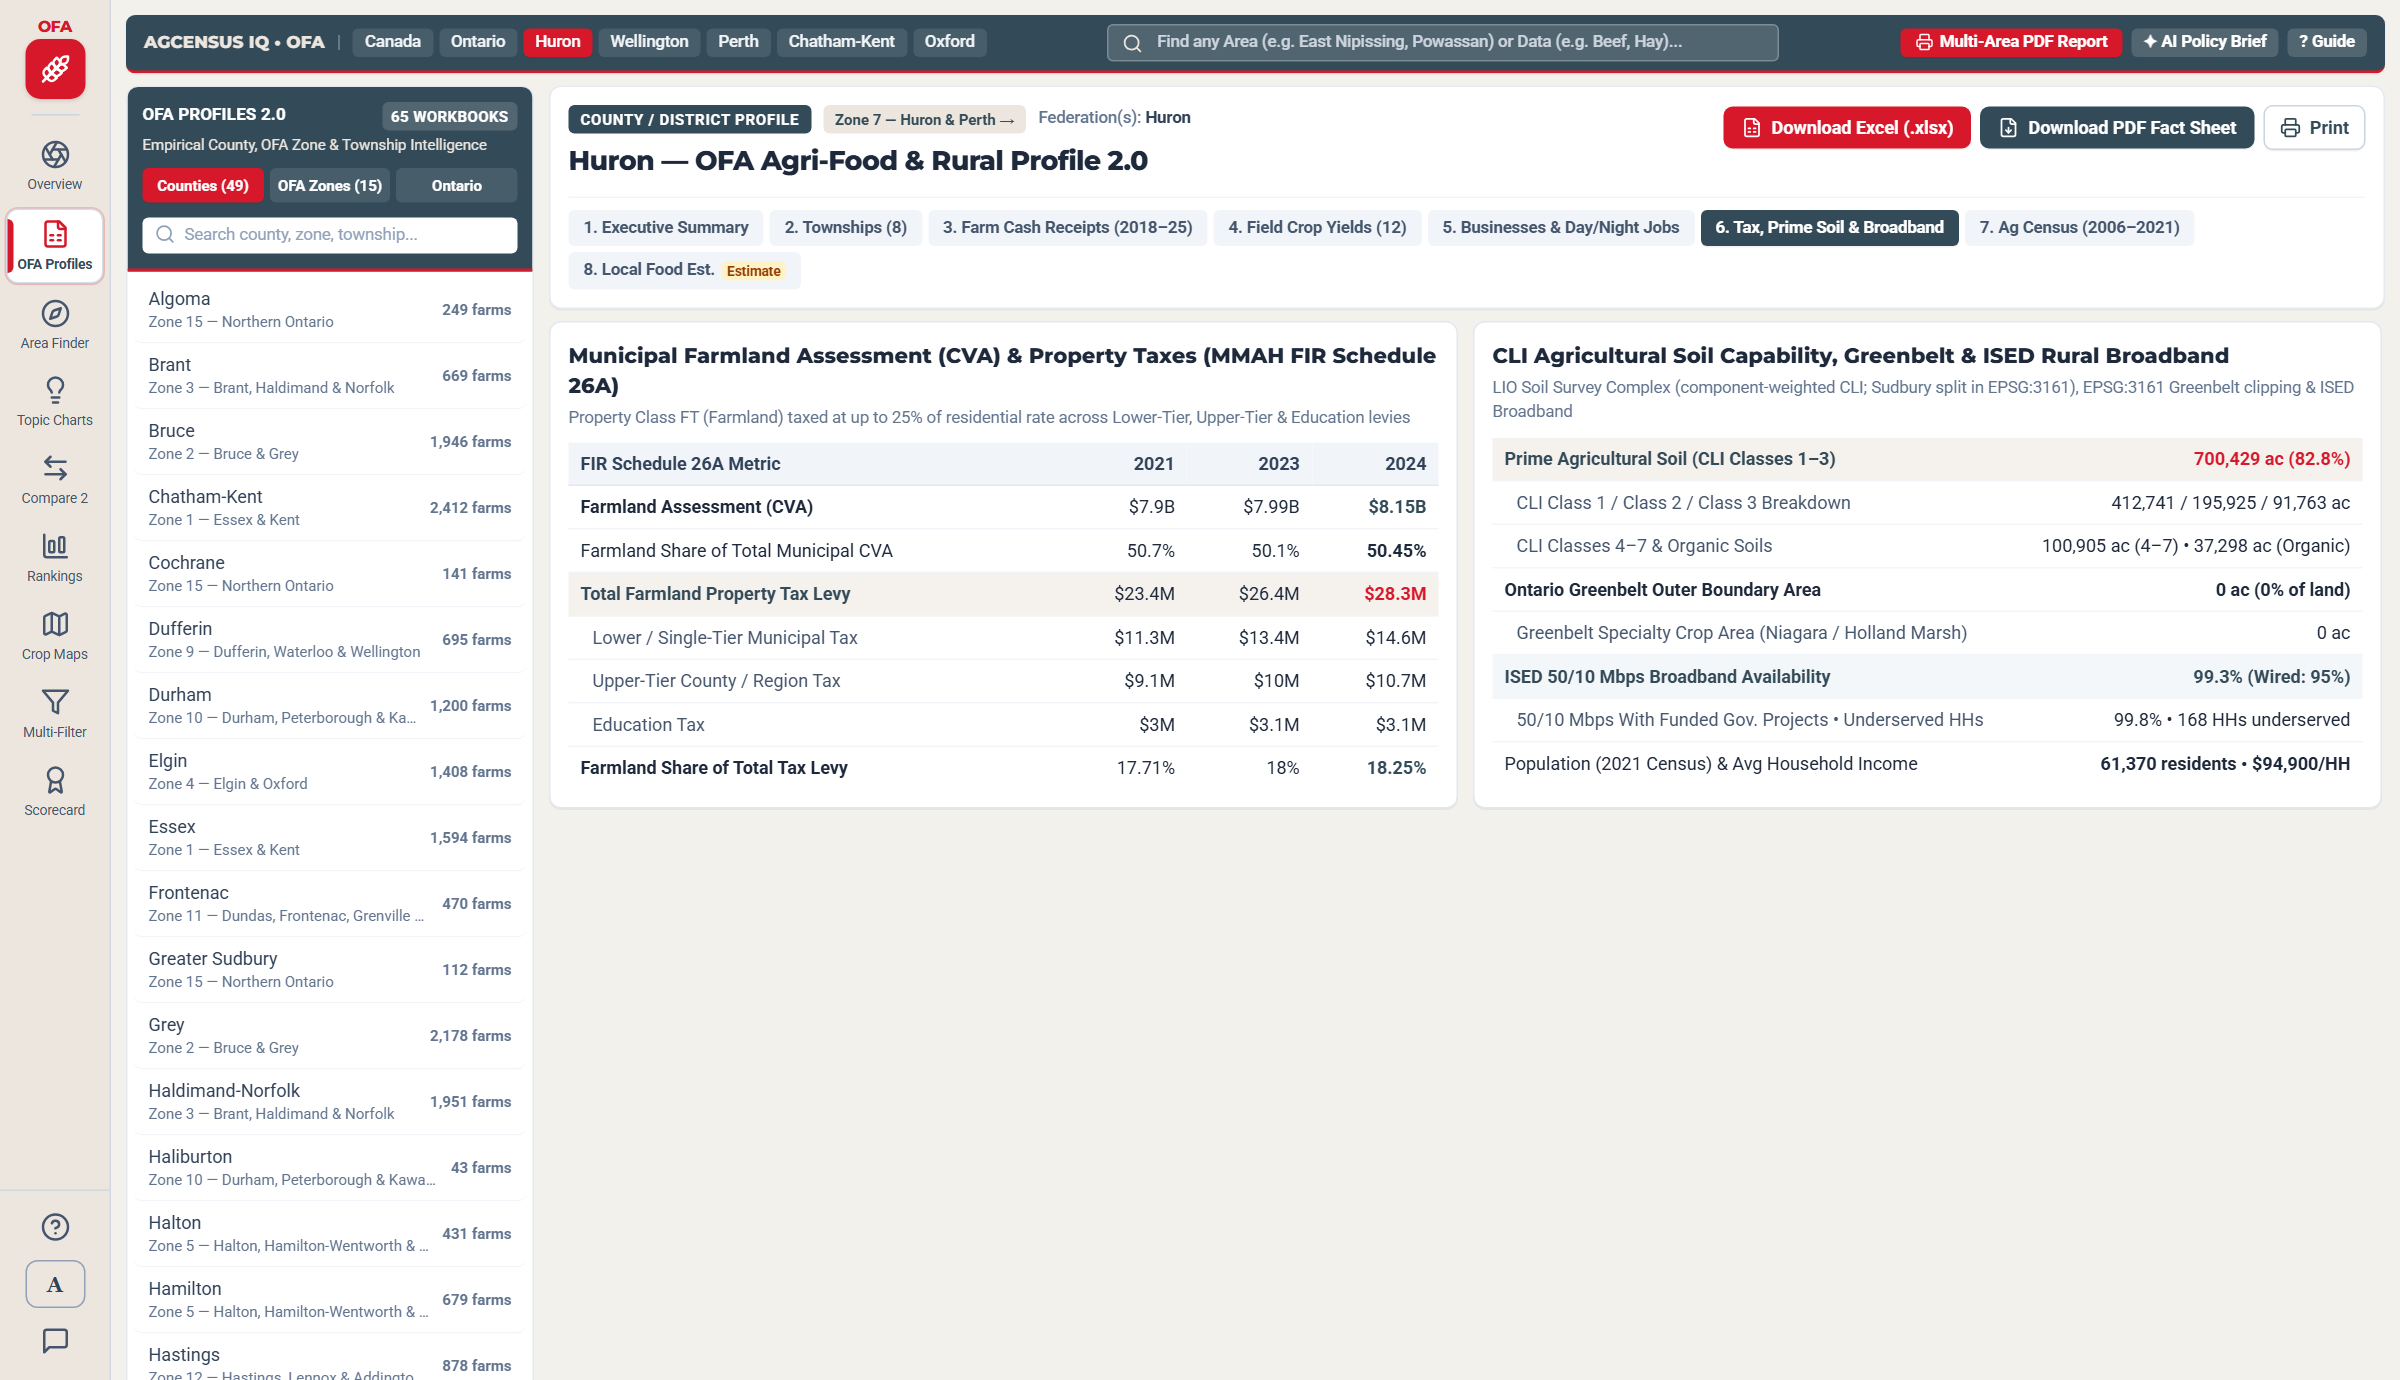 OFA
Overview
OFA Profiles
Area Finder
Topic Charts
Compare 2
Rankings
Crop Maps
Multi-Filter
Scorecard
A
AGCENSUS IQ • OFA | Canada Ontario Huron Wellington Perth Chatham-Kent Oxford
Find any Area (e.g. East Nipissing, Powassan) or Data (e.g. Beef, Hay)...
Multi-Area PDF Report ✦ AI Policy Brief ? Guide
OFA PROFILES 2.0 65 WORKBOOKS
Empirical County, OFA Zone & Township Intelligence
Counties (49) OFA Zones (15) Ontario
Search county, zone, township...
Algoma
Zone 15 — Northern Ontario
249 farms
Brant
Zone 3 — Brant, Haldimand & Norfolk
669 farms
Bruce
Zone 2 — Bruce & Grey
1,946 farms
Chatham-Kent
Zone 1 — Essex & Kent
2,412 farms
Cochrane
Zone 15 — Northern Ontario
141 farms
Dufferin
Zone 9 — Dufferin, Waterloo & Wellington
695 farms
Durham
Zone 10 — Durham, Peterborough & Ka...
1,200 farms
Elgin
Zone 4 — Elgin & Oxford
1,408 farms
Essex
Zone 1 — Essex & Kent
1,594 farms
Frontenac
Zone 11 — Dundas, Frontenac, Grenville ...
470 farms
Greater Sudbury
Zone 15 — Northern Ontario
112 farms
Grey
Zone 2 — Bruce & Grey
2,178 farms
Haldimand-Norfolk
Zone 3 — Brant, Haldimand & Norfolk
1,951 farms
Haliburton
Zone 10 — Durham, Peterborough & Kawa...
43 farms
Halton
Zone 5 — Halton, Hamilton-Wentworth & ...
431 farms
Hamilton
Zone 5 — Halton, Hamilton-Wentworth & ...
679 farms
Hastings
Zone 12 — Hastings, Lennox & Addingto...
878 farms
COUNTY / DISTRICT PROFILE Zone 7 — Huron & Perth → Federation(s): Huron
Huron — OFA Agri-Food & Rural Profile 2.0
Download Excel (.xlsx) Download PDF Fact Sheet Print
1. Executive Summary 2. Townships (8) 3. Farm Cash Receipts (2018–25) 4. Field Crop Yields (12) 5. Businesses & Day/Night Jobs 6. Tax, Prime Soil & Broadband 7. Ag Census (2006–2021)
8. Local Food Est. Estimate
Municipal Farmland Assessment (CVA) & Property Taxes (MMAH FIR Schedule
26A)
Property Class FT (Farmland) taxed at up to 25% of residential rate across Lower-Tier, Upper-Tier & Education levies
FIR Schedule 26A Metric 2021 2023 2024
Farmland Assessment (CVA) $7.9B $7.99B $8.15B
Farmland Share of Total Municipal CVA 50.7% 50.1% 50.45%
Total Farmland Property Tax Levy $23.4M $26.4M $28.3M
Lower / Single-Tier Municipal Tax $11.3M $13.4M $14.6M
Upper-Tier County / Region Tax $9.1M $10M $10.7M
Education Tax $3M $3.1M $3.1M
Farmland Share of Total Tax Levy 17.71% 18% 18.25%
CLI Agricultural Soil Capability, Greenbelt & ISED Rural Broadband
LIO Soil Survey Complex (component-weighted CLI; Sudbury split in EPSG:3161), EPSG:3161 Greenbelt clipping & ISED
Broadband
Prime Agricultural Soil (CLI Classes 1–3) 700,429 ac (82.8%)
CLI Class 1 / Class 2 / Class 3 Breakdown 412,741 / 195,925 / 91,763 ac
CLI Classes 4–7 & Organic Soils 100,905 ac (4–7) • 37,298 ac (Organic)
Ontario Greenbelt Outer Boundary Area 0 ac (0% of land)
Greenbelt Specialty Crop Area (Niagara / Holland Marsh) 0 ac
ISED 50/10 Mbps Broadband Availability 99.3% (Wired: 95%)
50/10 Mbps With Funded Gov. Projects • Underserved HHs 99.8% • 168 HHs underserved
Population (2021 Census) & Avg Household Income 61,370 residents • $94,900/HH